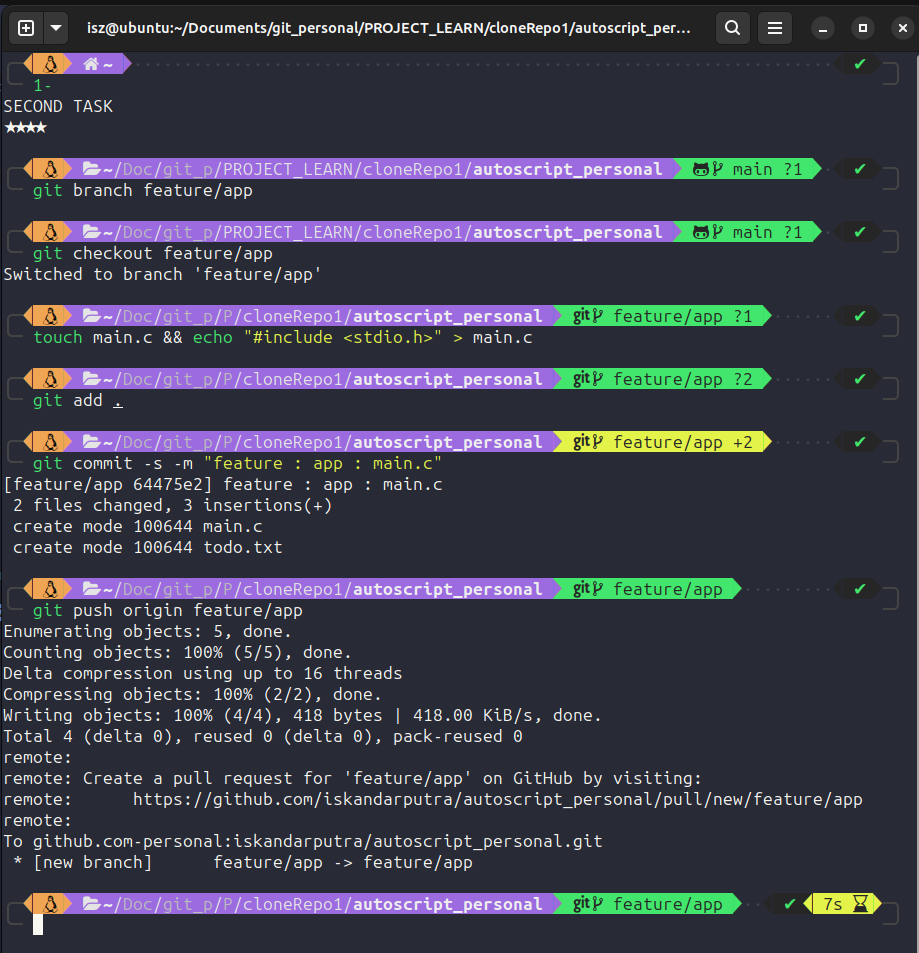 isz@ubuntu:~/Documents/git_personal/PROJECT_LEARN/cloneRepo1/autoscript_per...
~ ✔
1-
SECOND TASK
★★★★
~/Doc/git_p/PROJECT_LEARN/cloneRepo1/autoscript_personal main ?1 ✔
git branch feature/app
~/Doc/git_p/PROJECT_LEARN/cloneRepo1/autoscript_personal main ?1 ✔
git checkout feature/app
Switched to branch 'feature/app'
~/Doc/git_p/P/cloneRepo1/autoscript_personal git feature/app ?1 ✔
touch main.c && echo "#include <stdio.h>" > main.c
~/Doc/git_p/P/cloneRepo1/autoscript_personal git feature/app ?2 ✔
git add .
~/Doc/git_p/P/cloneRepo1/autoscript_personal git feature/app +2 ✔
git commit -s -m "feature : app : main.c"
[feature/app 64475e2] feature : app : main.c
 2 files changed, 3 insertions(+)
 create mode 100644 main.c
 create mode 100644 todo.txt
~/Doc/git_p/P/cloneRepo1/autoscript_personal git feature/app ✔
git push origin feature/app
Enumerating objects: 5, done.
Counting objects: 100% (5/5), done.
Delta compression using up to 16 threads
Compressing objects: 100% (2/2), done.
Writing objects: 100% (4/4), 418 bytes | 418.00 KiB/s, done.
Total 4 (delta 0), reused 0 (delta 0), pack-reused 0
remote:
remote: Create a pull request for 'feature/app' on GitHub by visiting:
remote:      https://github.com/iskandarputra/autoscript_personal/pull/new/feature/app
remote:
To github.com-personal:iskandarputra/autoscript_personal.git
 * [new branch]      feature/app -> feature/app
~/Doc/git_p/P/cloneRepo1/autoscript_personal git feature/app ✔ 7s